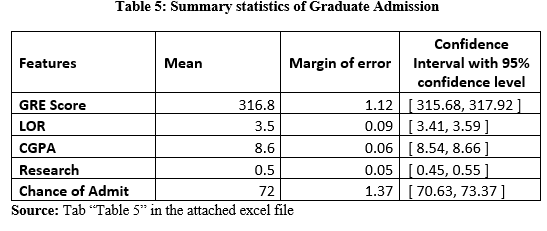 Table 5: Summary statistics of Graduate Admission
Features Mean Margin of error Confidence Interval with 95% confidence level
GRE Score 316.8 1.12 [ 315.68, 317.92 ]
LOR 3.5 0.09 [ 3.41, 3.59 ]
CGPA 8.6 0.06 [ 8.54, 8.66 ]
Research 0.5 0.05 [ 0.45, 0.55 ]
Chance of Admit 72 1.37 [ 70.63, 73.37 ]
Source: Tab “Table 5” in the attached excel file